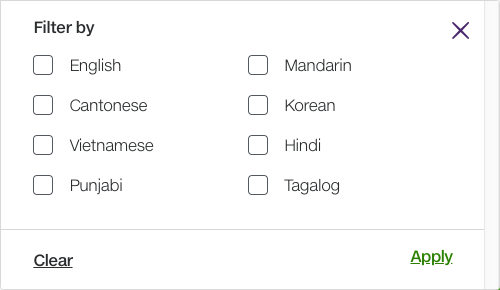 Filter by
English
Mandarin
Cantonese
Korean
Vietnamese
Hindi
Punjabi
Tagalog
Clear
Apply